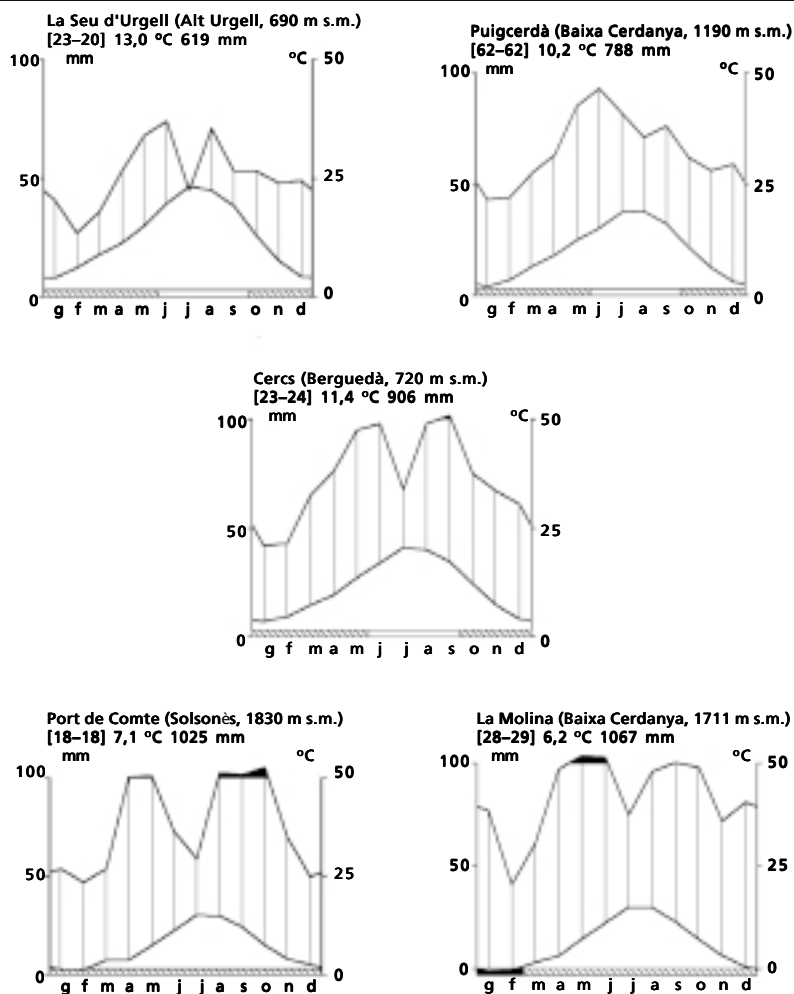 La Seu d'Urgell (Alt Urgell, 690 m s.m.)
[23–20] 13,0 ºC 619 mm
100 mm ºC 50
50 25
0 0
g f m a m j j a s o n d
Puigcerdà (Baixa Cerdanya, 1190 m s.m.)
[62–62] 10,2 ºC 788 mm
100 mm ºC 50
50 25
0 0
g f m a m j j a s o n d
Cercs (Berguedà, 720 m s.m.)
[23–24] 11,4 ºC 906 mm
100 mm ºC 50
50 25
0 0
g f m a m j j a s o n d
Port de Comte (Solsonès, 1830 m s.m.)
[18–18] 7,1 ºC 1025 mm
mm ºC
100 50
50 25
0 0
g f m a m j j a s o n d
La Molina (Baixa Cerdanya, 1711 m s.m.)
[28–29] 6,2 ºC 1067 mm
mm ºC
100 50
50 25
0 0
g f m a m j j a s o n d